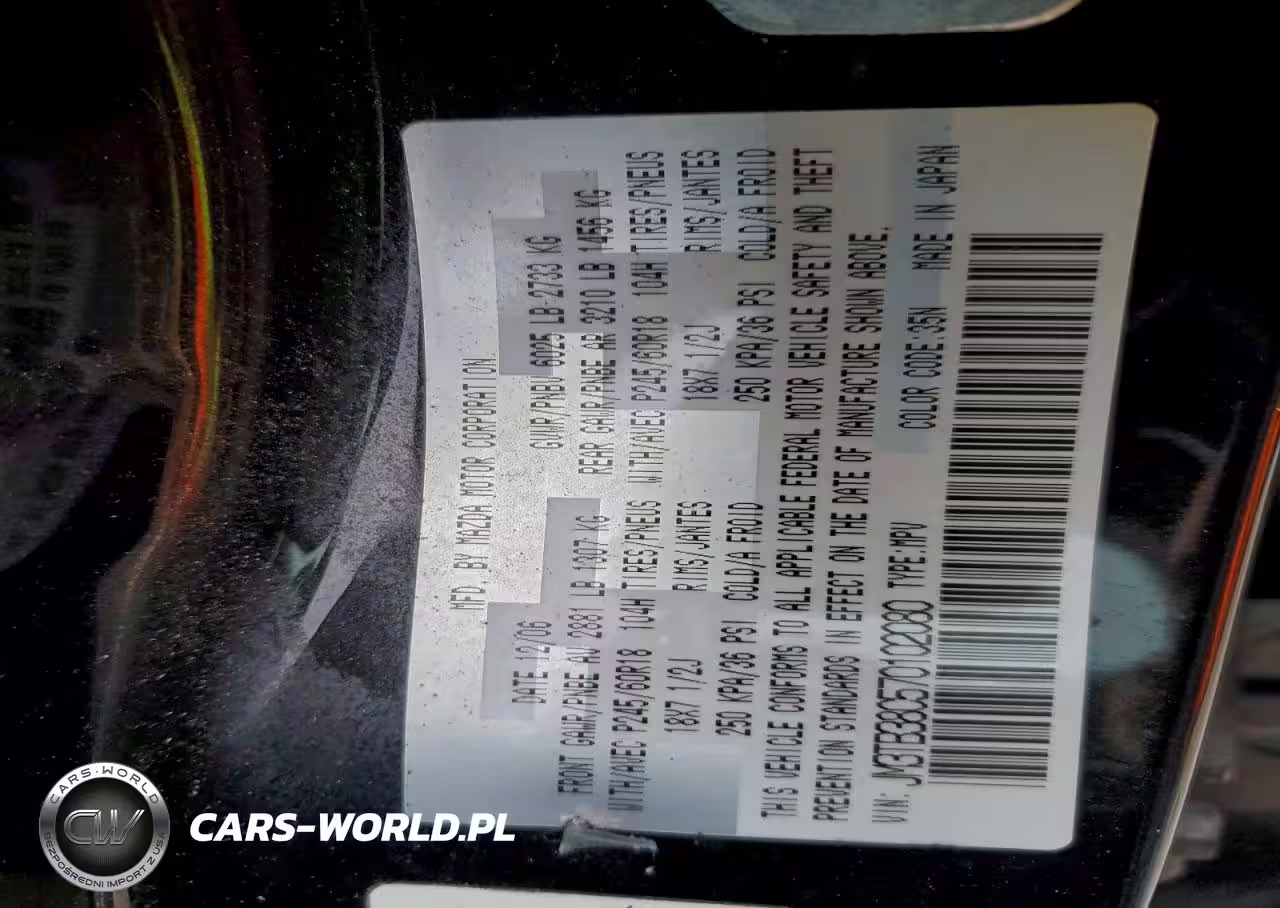 MFD. BY MAZDA MOTOR CORPORATION
DATE 12/06 GVWR/PNBV 6025 LB 2733 KG
FRONT GAWR/PNBE AV 2881 LB 1307 KG REAR GAWR/PNBE AR 3210 LB 1456 KG
WITH/AVEC P245/60R18 104H TIRES/PNEUS WITH/AVEC P245/60R18 104H TIRES/PNEUS
18X7 1/2J RIMS/JANTES 18X7 1/2J RIMS/JANTES
250 KPA/36 PSI COLD/A FROID 250 KPA/36 PSI COLD/A FROID
THIS VEHICLE CONFORMS TO ALL APPLICABLE FEDERAL MOTOR VEHICLE SAFETY AND THEFT
PREVENTION STANDARDS IN EFFECT ON THE DATE OF MANUFACTURE SHOWN ABOVE.
VIN: JM3TB38C570102080 TYPE:MPV COLOR CODE:35N MADE IN JAPAN
CARS-WORLD
CW
BEZPOŚREDNI IMPORT Z USA
CARS-WORLD.PL